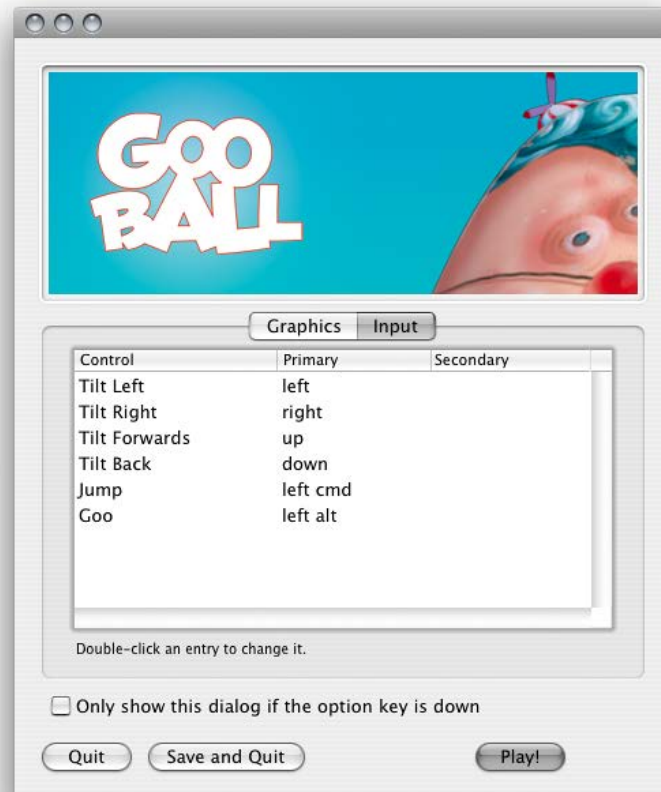 GOO
BALL
Graphics Input
Control Primary Secondary
Tilt Left left
Tilt Right right
Tilt Forwards up
Tilt Back down
Jump left cmd
Goo left alt
Double-click an entry to change it.
Only show this dialog if the option key is down
Quit Save and Quit Play!